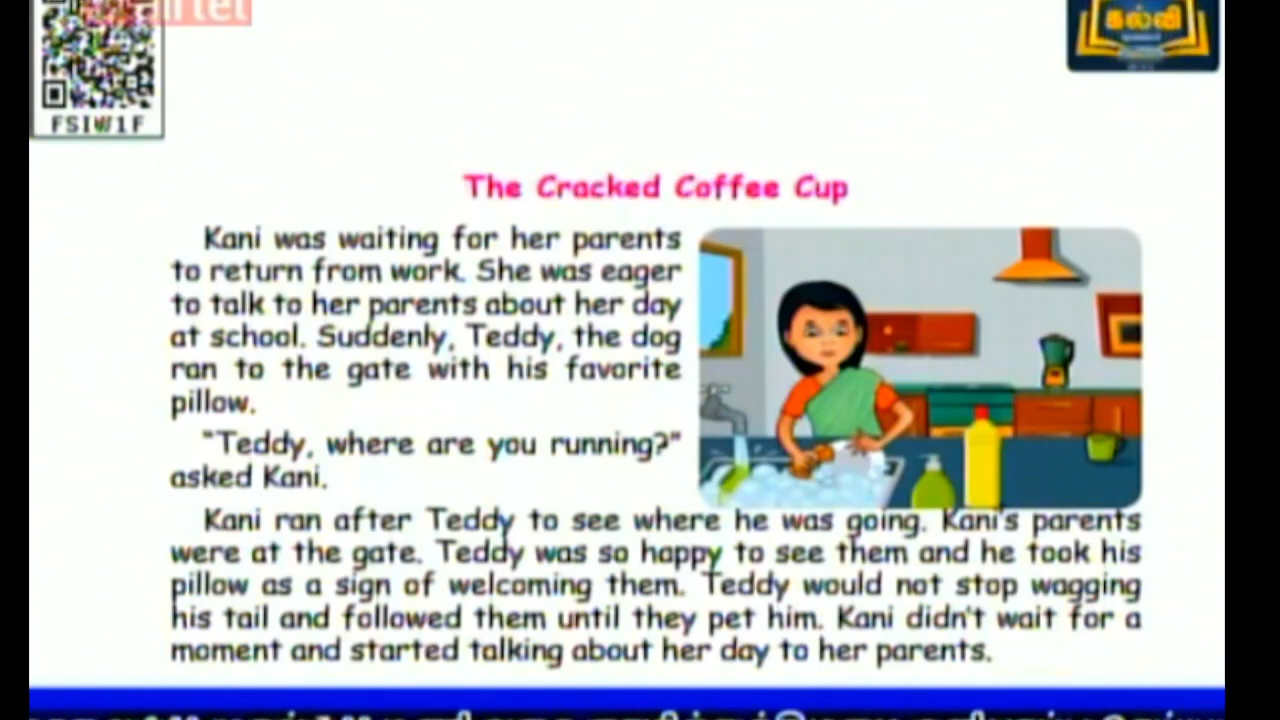 airtel
கல்வி
FSIW1F
The Cracked Coffee Cup
Kani was waiting for her parents
to return from work. She was eager
to talk to her parents about her day
at school. Suddenly, Teddy, the dog
ran to the gate with his favorite
pillow.
"Teddy, where are you running?"
asked Kani.
Kani ran after Teddy to see where he was going. Kani's parents
were at the gate. Teddy was so happy to see them and he took his
pillow as a sign of welcoming them. Teddy would not stop wagging
his tail and followed them until they pet him. Kani didn't wait for a
moment and started talking about her day to her parents.